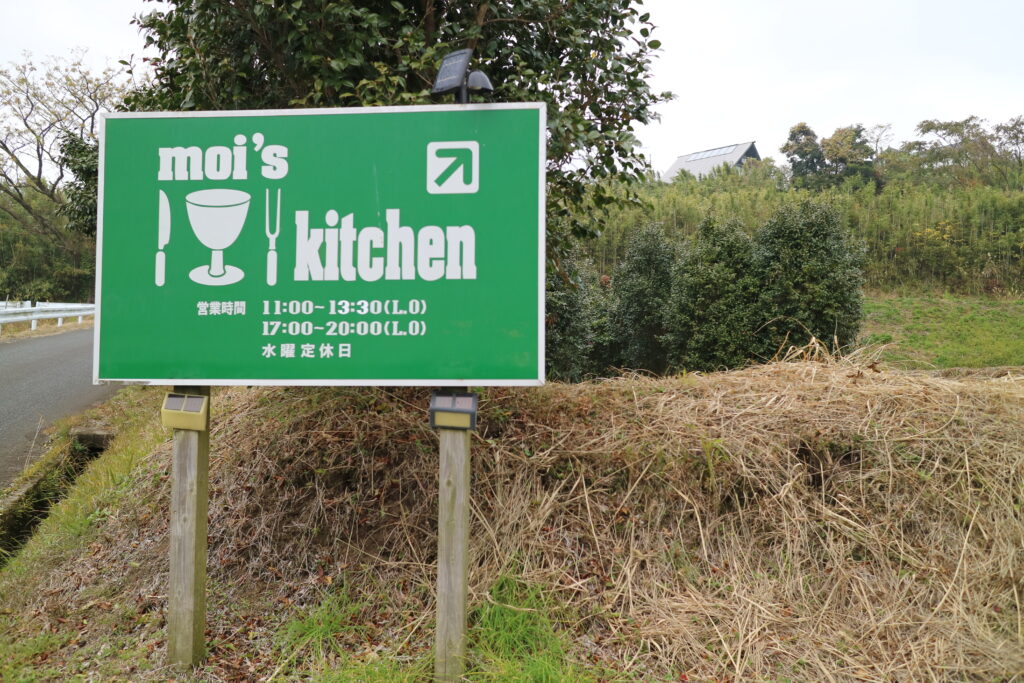 moi's
kitchen
営業時間 11:00~13:30(L.O)
17:00~20:00(L.O)
水曜定休日